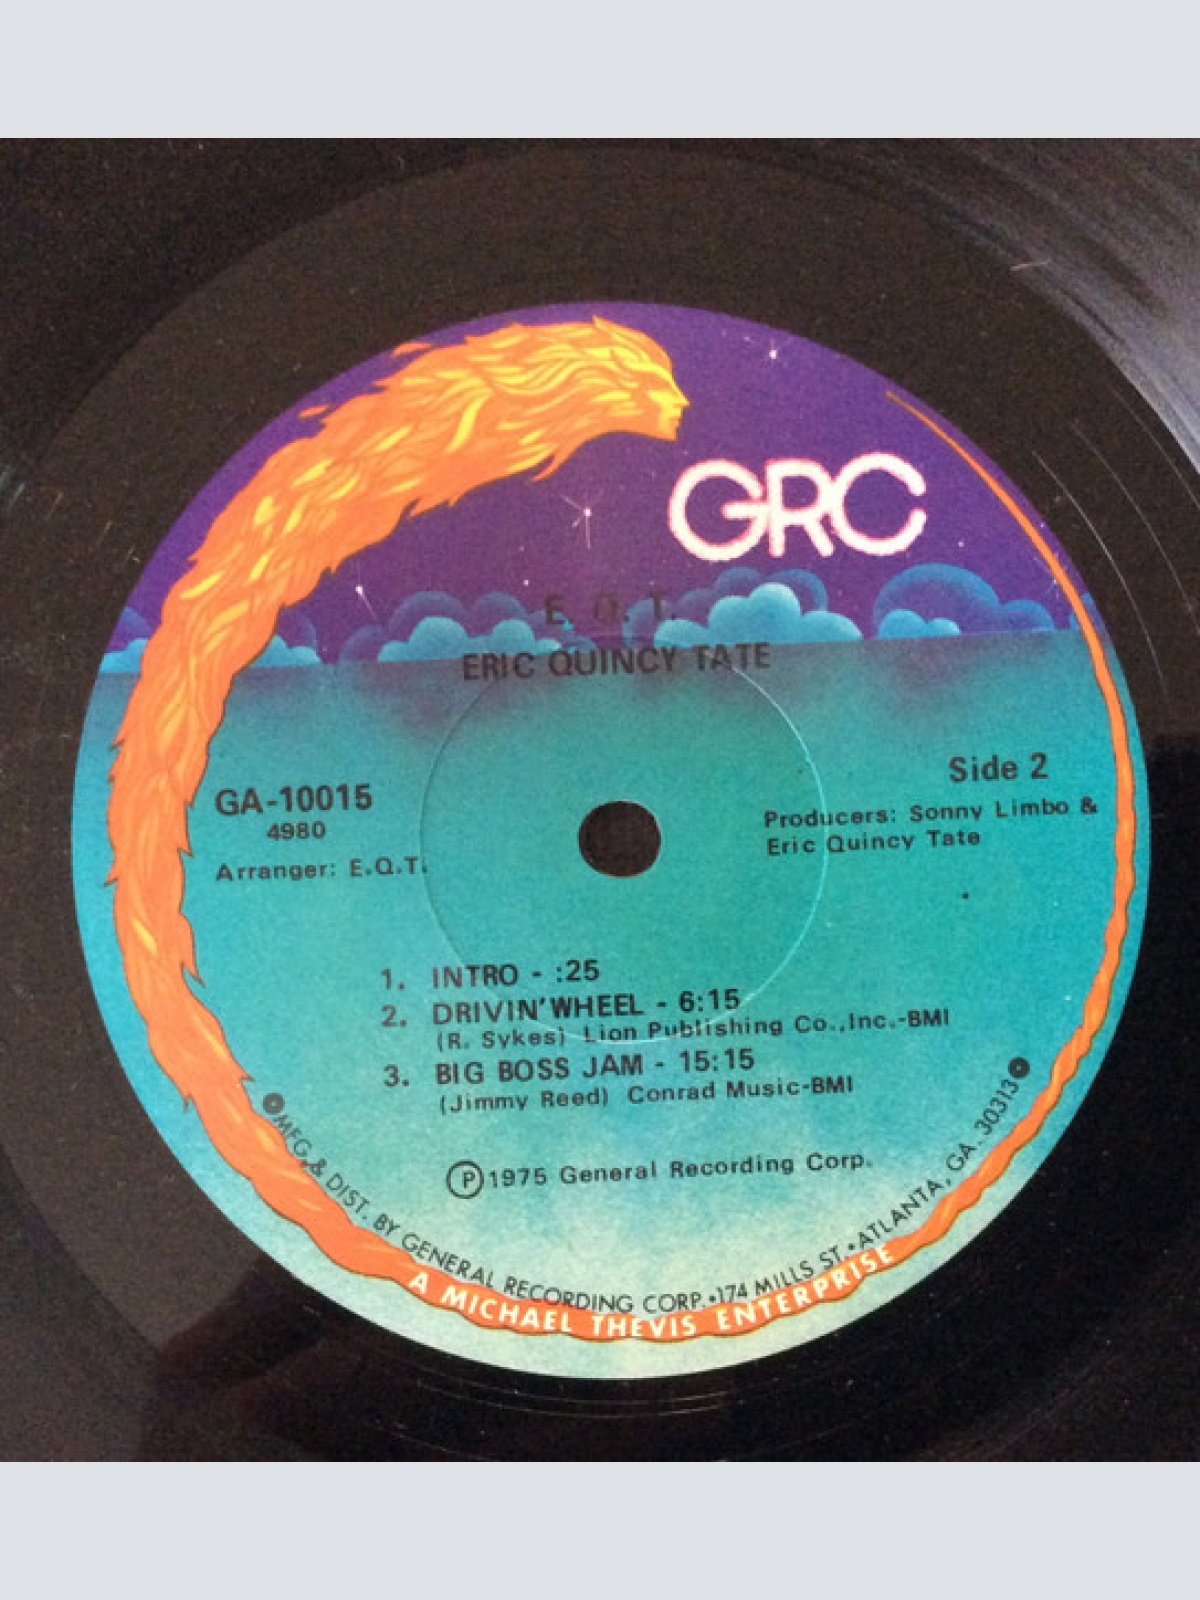 GRC
E. Q. T.
ERIC QUINCY TATE
Side 2
GA-10015
4980
Arranger: E.Q.T.
Producers: Sonny Limbo &
Eric Quincy Tate
1. INTRO - :25
2. DRIVIN' WHEEL - 6:15
(R. Sykes) Lion Publishing Co.,Inc.-BMI
3. BIG BOSS JAM - 15:15
(Jimmy Reed) Conrad Music-BMI
Ⓟ1975 General Recording Corp.
MFG. & DIST. BY GENERAL RECORDING CORP. • 174 MILLS ST. • ATLANTA, GA. 30313
A MICHAEL THEVIS ENTERPRISE